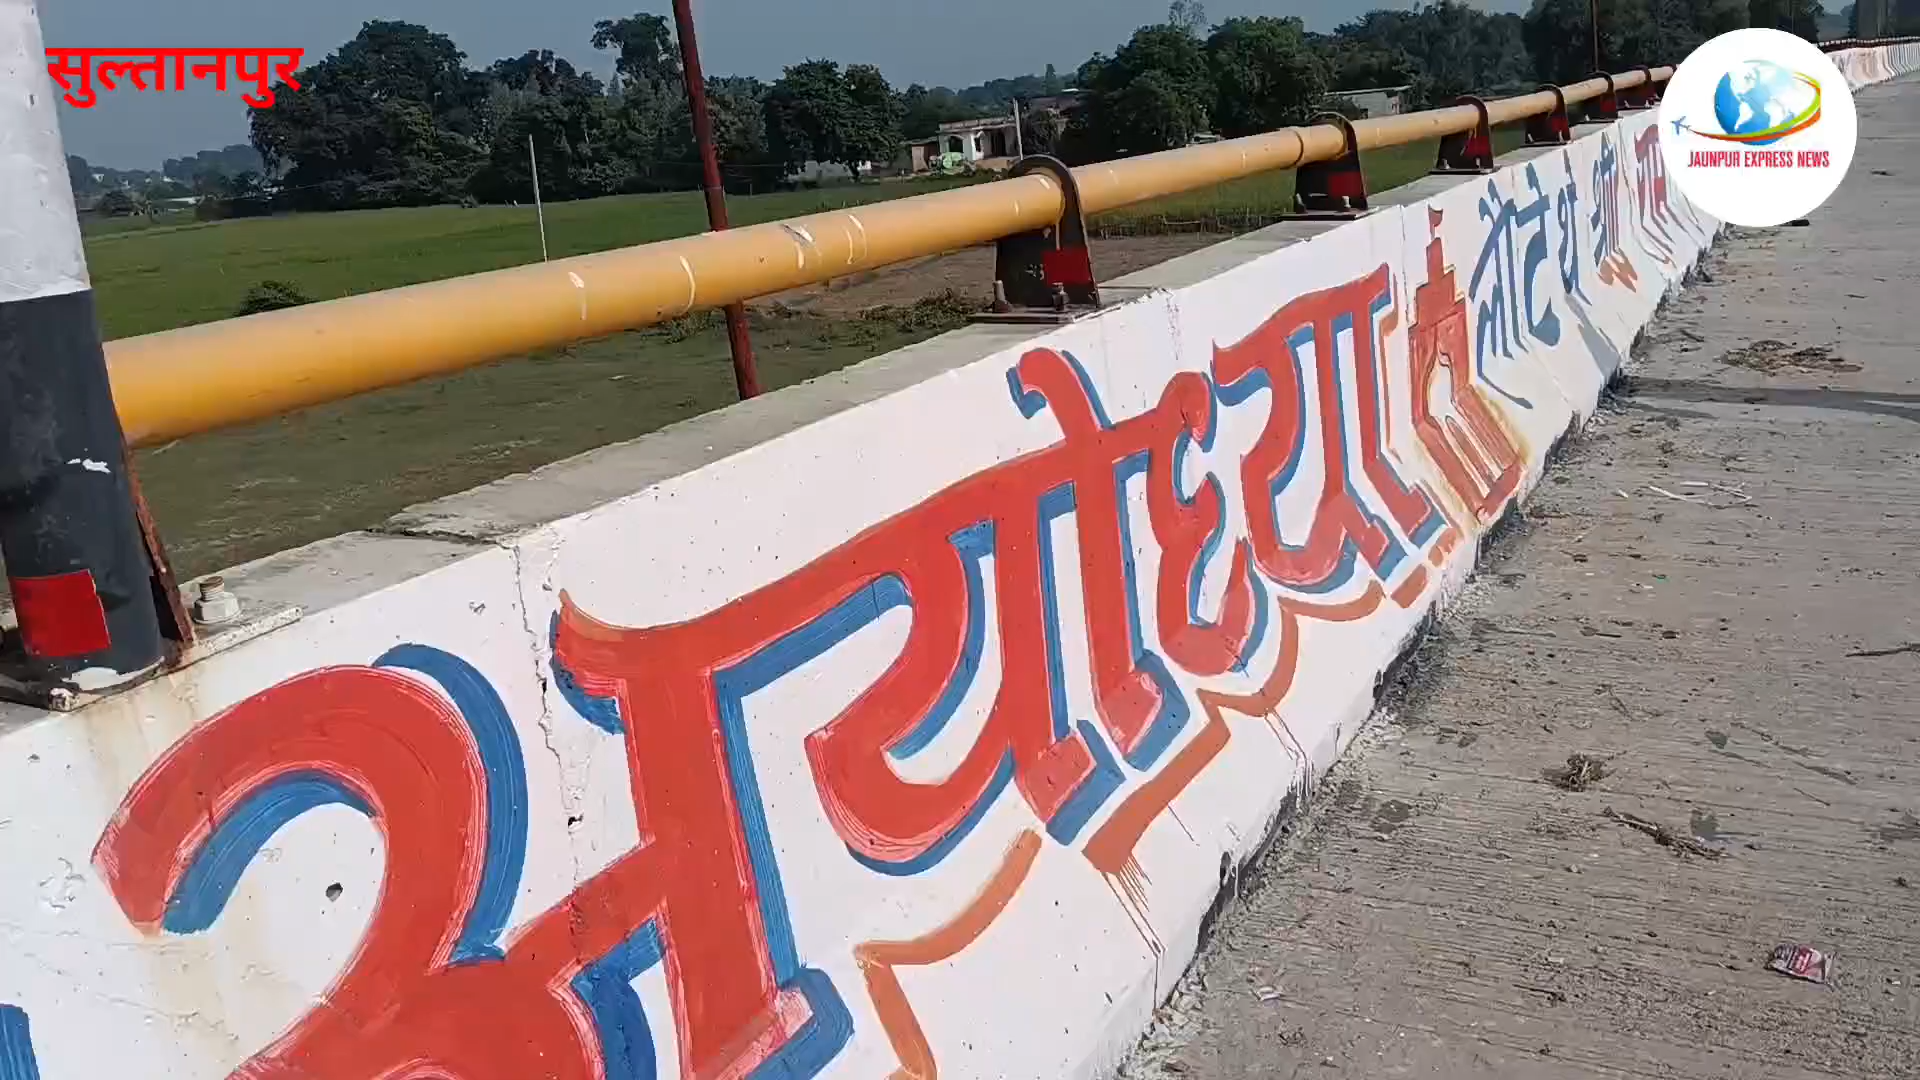 सुल्तानपुर
JAUNPUR EXPRESS NEWS
अयोध्या लौटे थे श्री राम